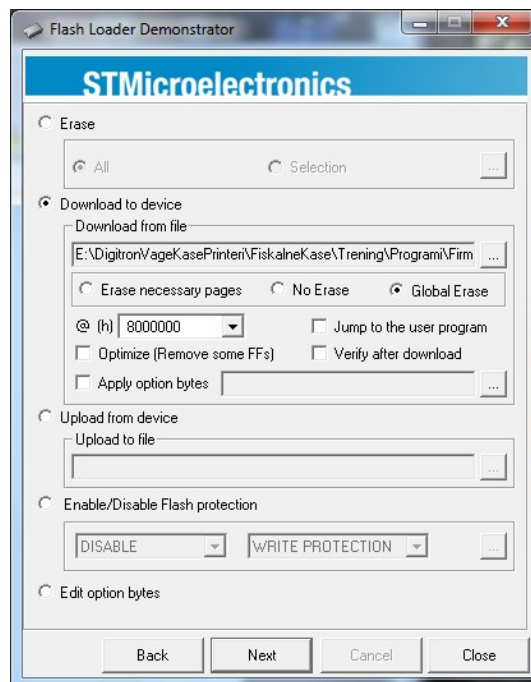 Flash Loader Demonstrator
STMicroelectronics
Erase
All Selection ...
Download to device
Download from file
E:\DigitronVageKasePrinteri\FiskalneKase\Trening\Programi\Firm ...
Erase necessary pages No Erase Global Erase
@ (h) 8000000 Jump to the user program
Optimize (Remove some FFs) Verify after download
Apply option bytes ...
Upload from device
Upload to file
...
Enable/Disable Flash protection
DISABLE WRITE PROTECTION ...
Edit option bytes
Back Next Cancel Close